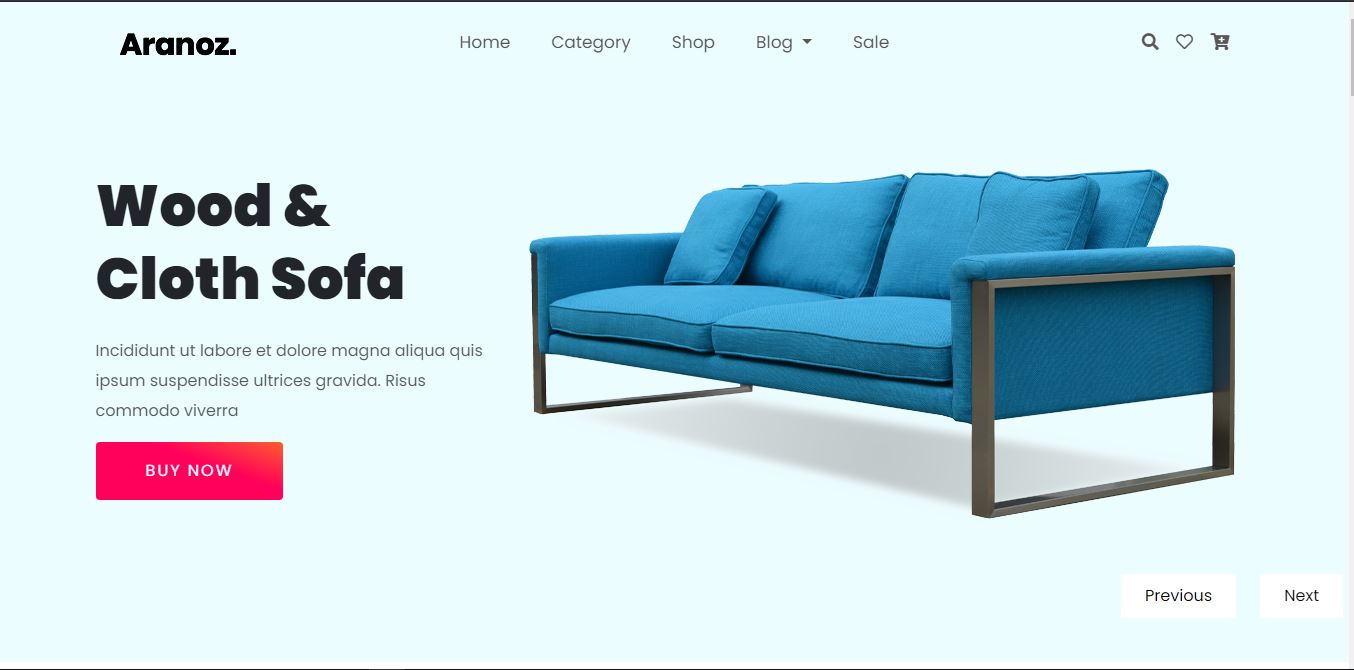 Aranoz.
Home Category Shop Blog Sale
Wood &
Cloth Sofa
Incididunt ut labore et dolore magna aliqua quis
ipsum suspendisse ultrices gravida. Risus
commodo viverra
BUY NOW
Previous Next